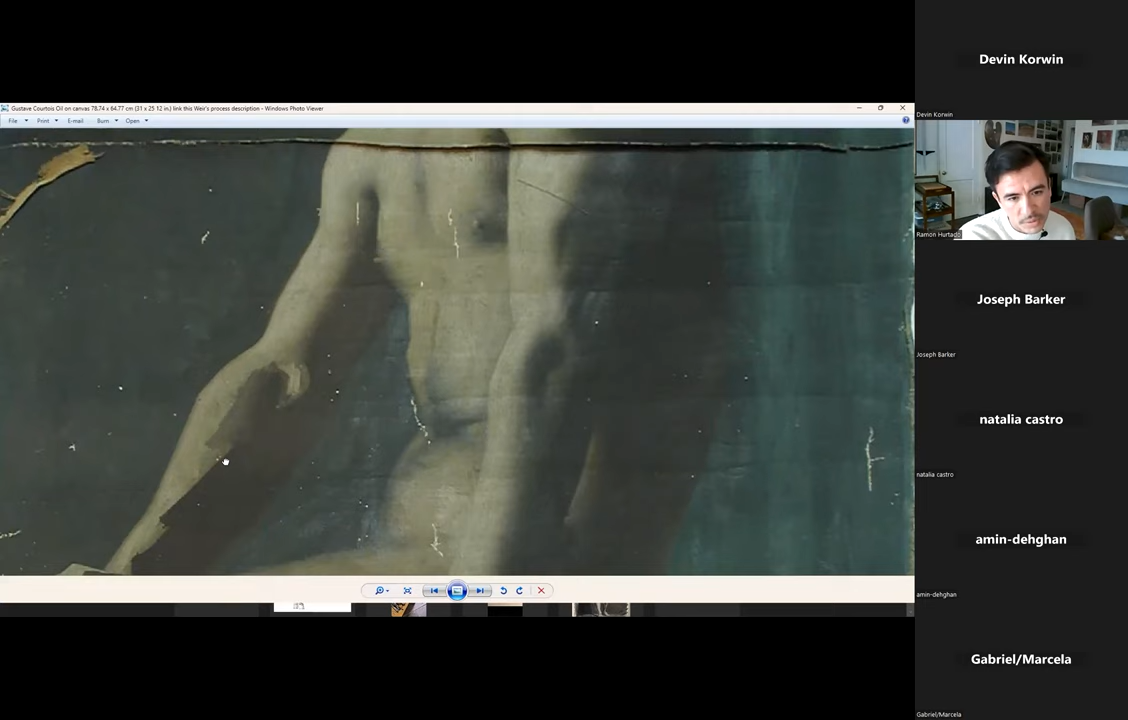 Gustave Courtois Oil on canvas 78.74 x 64.77 cm (31 x 25 12 in.) link this Weir's process description - Windows Photo Viewer
File Print E-mail Burn Open
Devin Korwin
Devin Korwin
Ramon Hurtado
Joseph Barker
Joseph Barker
natalia castro
natalia castro
amin-dehghan
amin-dehghan
Gabriel/Marcela
Gabriel/Marcela